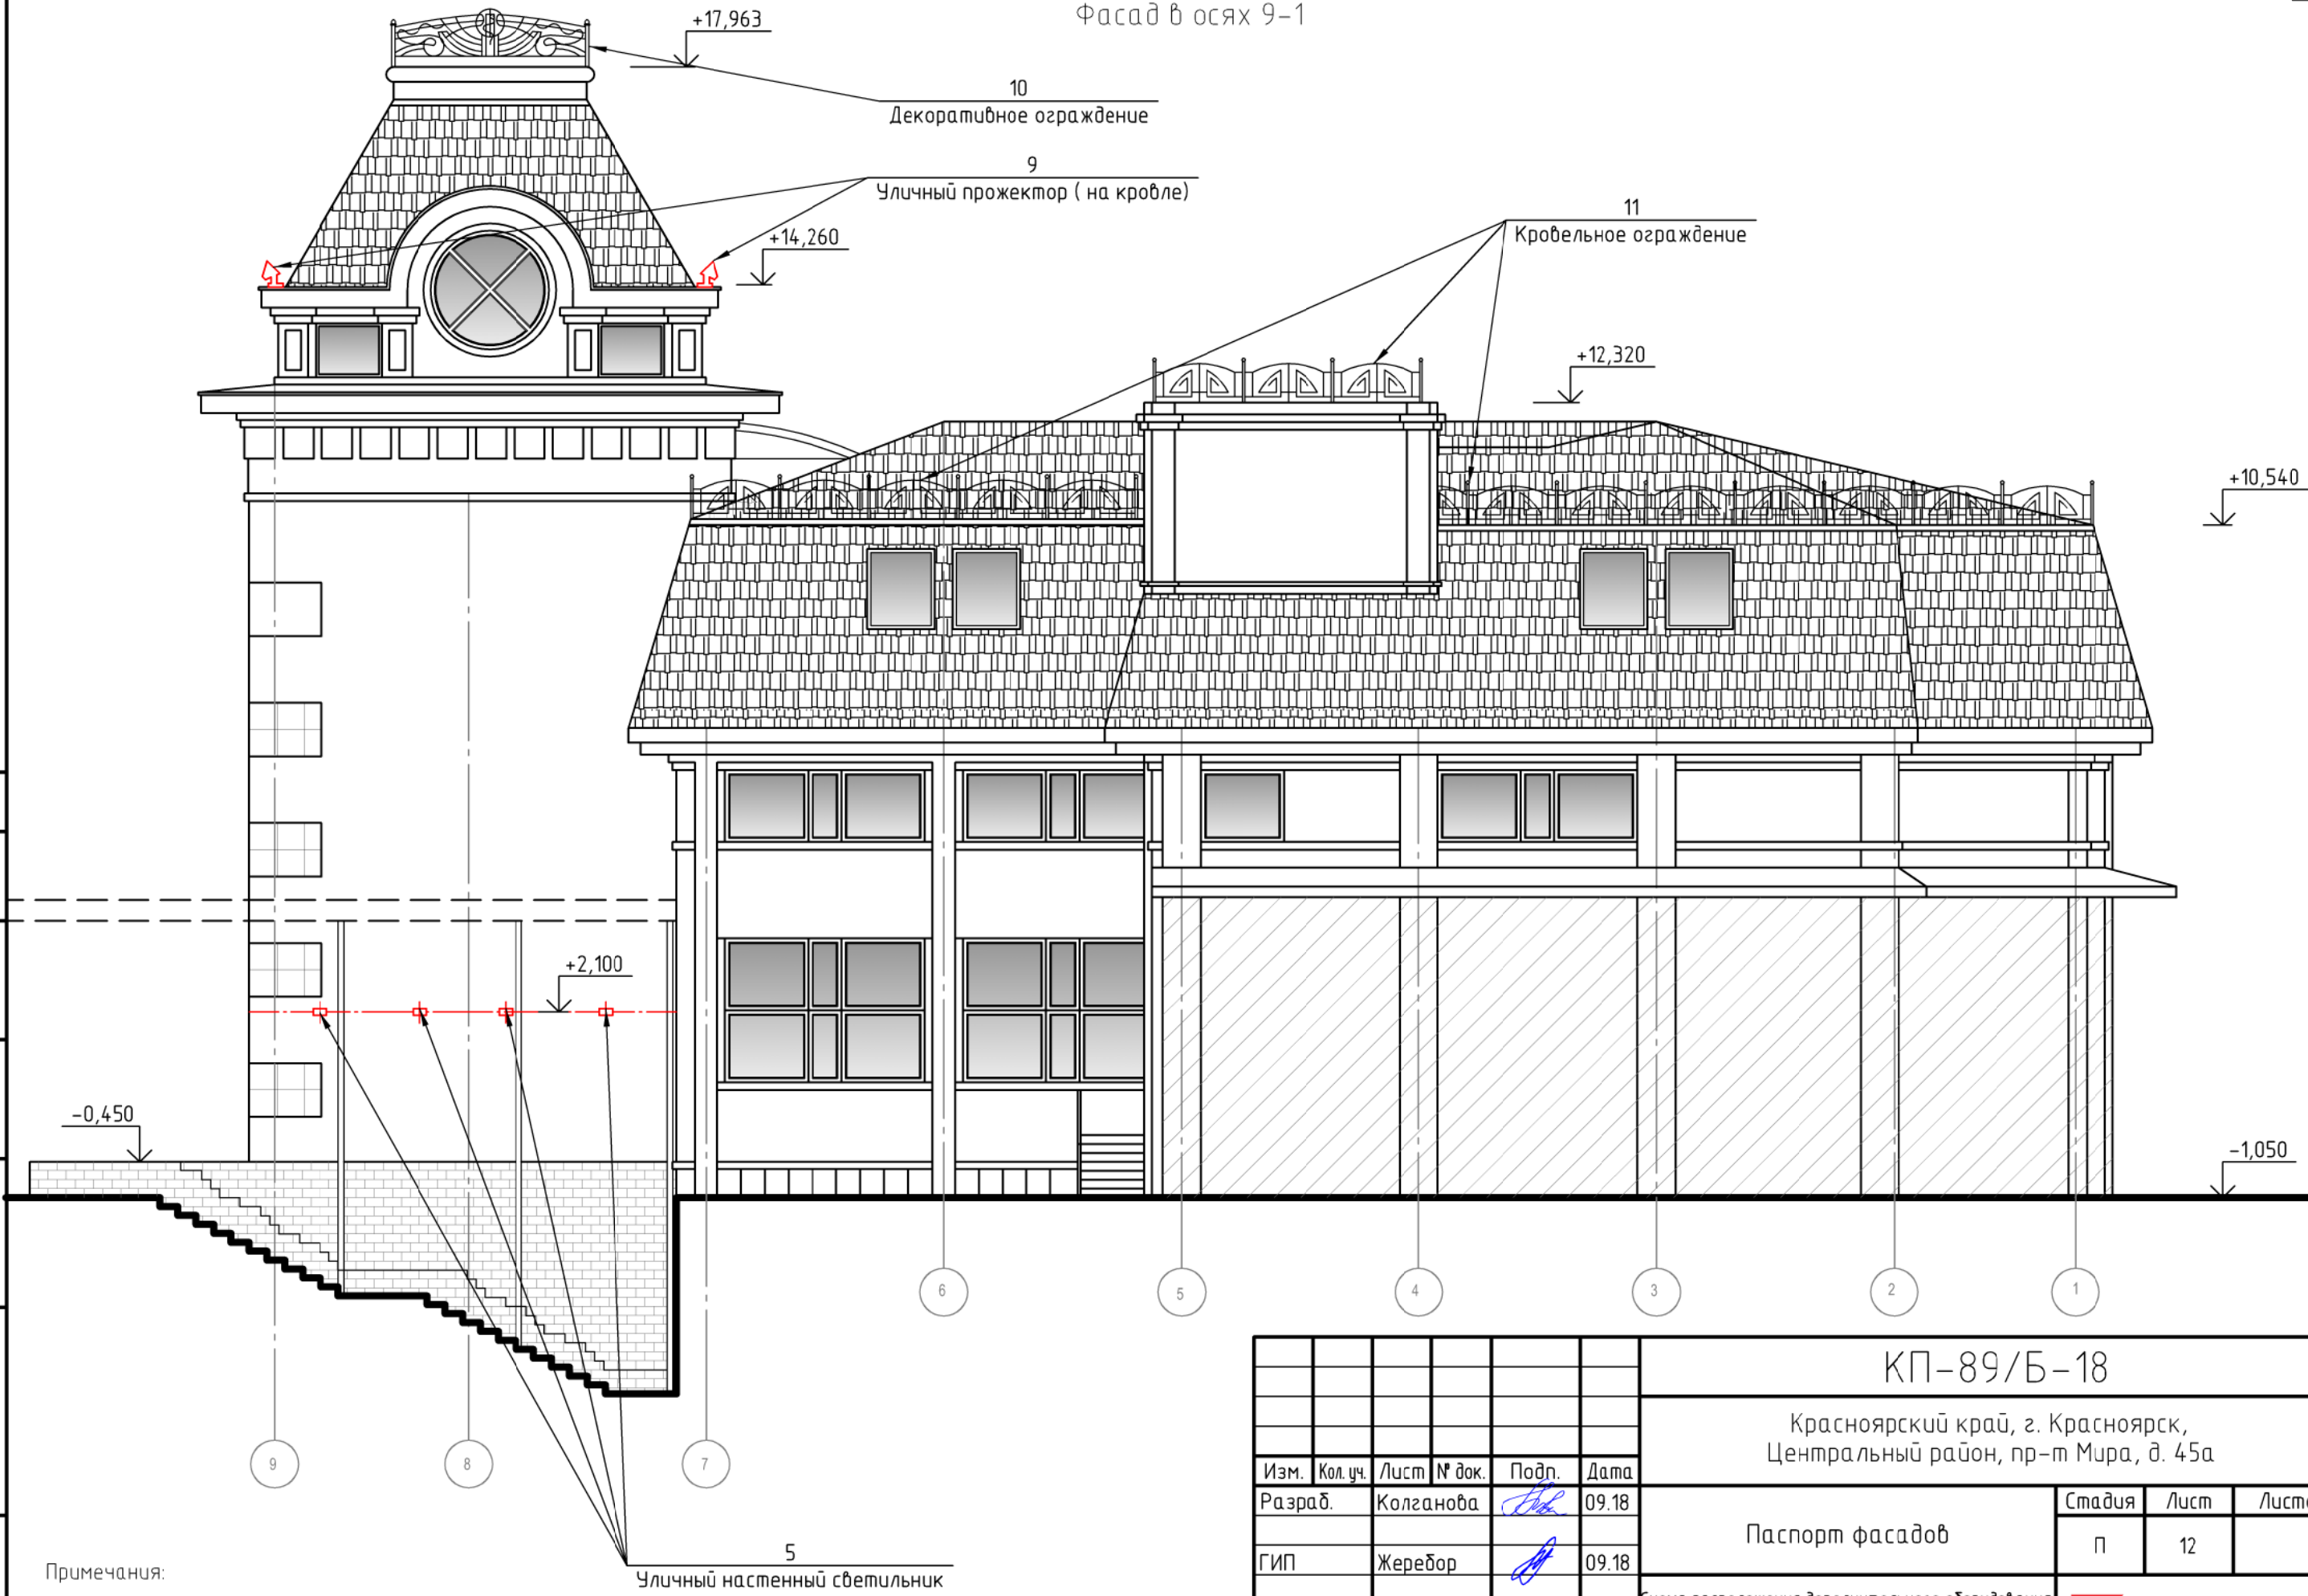 Фасад в осях 9-1
+17,963
10
Декоративное ограждение
9
Уличный прожектор ( на кровле)
+14,260
11
Кровельное ограждение
+12,320
+10,540
+2,100
-0,450
-1,050
6
5
4
3
2
1
9
8
7
5
Уличный настенный светильник
Примечания:
КП-89/Б-18
Красноярский край, г. Красноярск,
Центральный район, пр-т Мира, д. 45а
Изм. Кол. уч. Лист № док. Подп. Дата
Разраб. Колганова 09.18
Стадия Лист
Паспорт фасадов
П 12
ГИП Жеребор 09.18